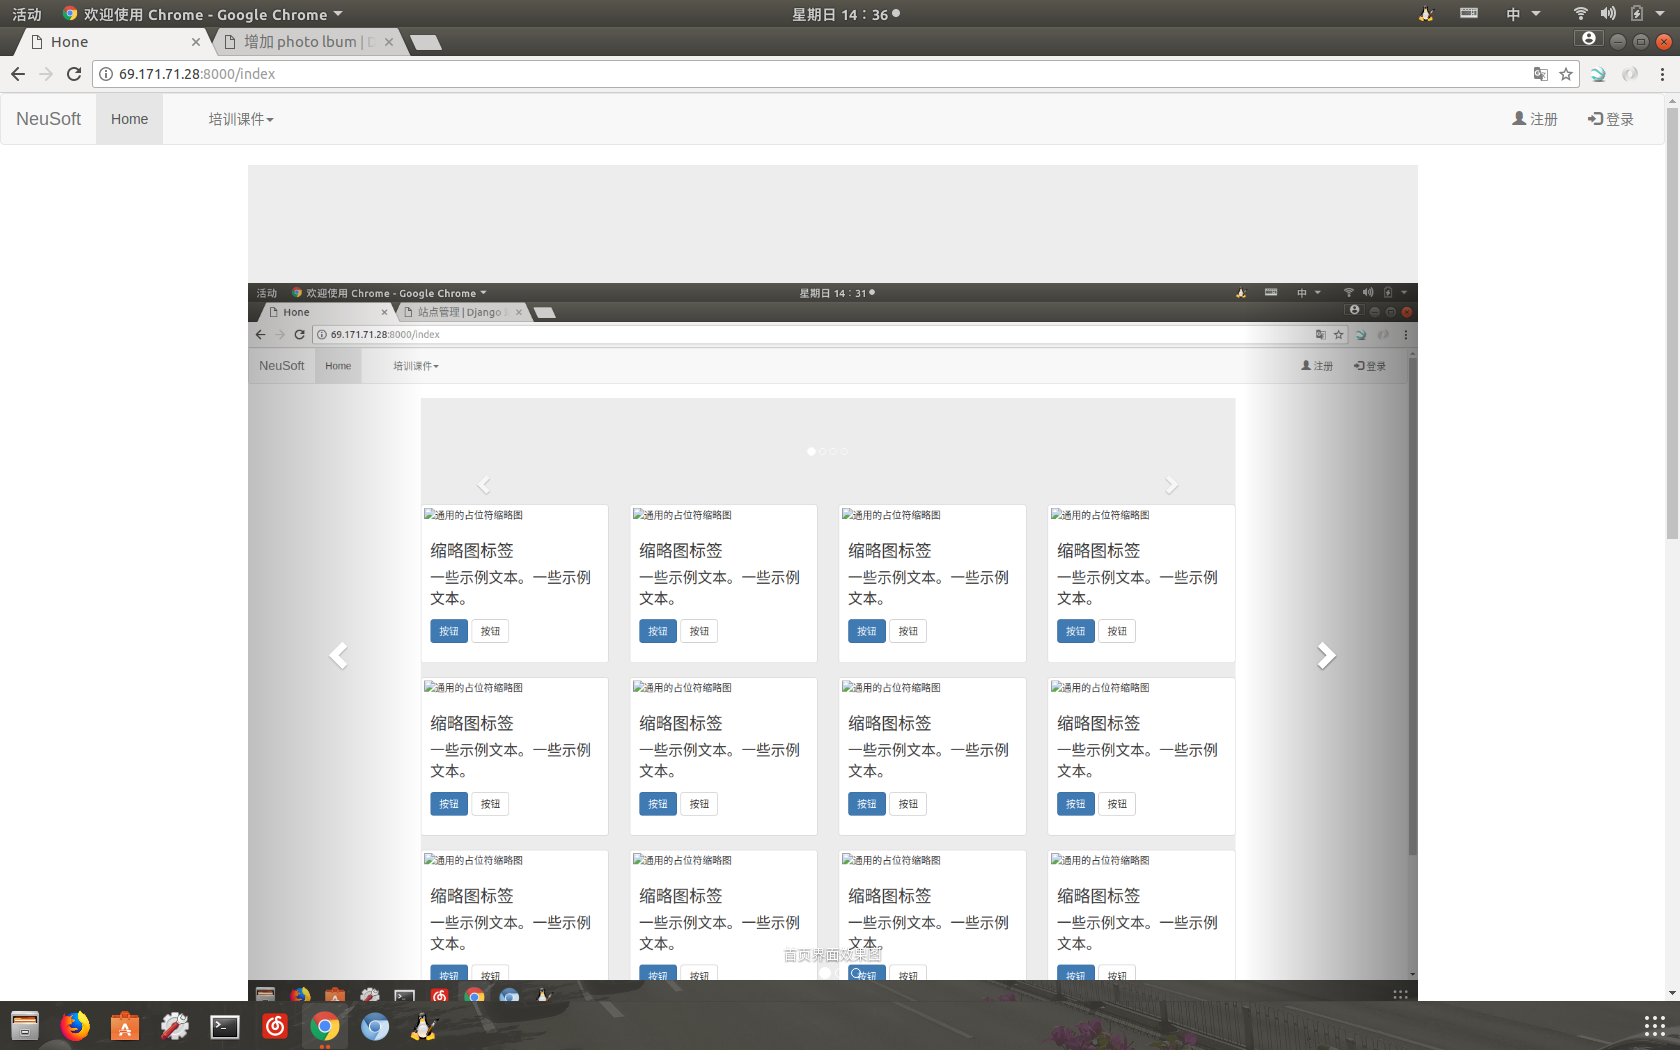 活动 欢迎使用 Chrome - Google Chrome 星期日 14：36 中
Hone 增加 photo lbum | D
69.171.71.28:8000/index
NeuSoft Home 培训课件 注册 登录
活动 欢迎使用 Chrome - Google Chrome 星期日 14：31 中
Hone 站点管理 | Django
69.171.71.28:8000/index
NeuSoft Home 培训课件 注册 登录
通用的占位符缩略图 通用的占位符缩略图 通用的占位符缩略图 通用的占位符缩略图
缩略图标签 缩略图标签 缩略图标签 缩略图标签
一些示例文本。一些示例 一些示例文本。一些示例 一些示例文本。一些示例 一些示例文本。一些示例
文本。 文本。 文本。 文本。
按钮 按钮 按钮 按钮 按钮 按钮 按钮 按钮
通用的占位符缩略图 通用的占位符缩略图 通用的占位符缩略图 通用的占位符缩略图
缩略图标签 缩略图标签 缩略图标签 缩略图标签
一些示例文本。一些示例 一些示例文本。一些示例 一些示例文本。一些示例 一些示例文本。一些示例
文本。 文本。 文本。 文本。
按钮 按钮 按钮 按钮 按钮 按钮 按钮 按钮
通用的占位符缩略图 通用的占位符缩略图 通用的占位符缩略图 通用的占位符缩略图
缩略图标签 缩略图标签 缩略图标签 缩略图标签
一些示例文本。一些示例 一些示例文本。一些示例 一些示例文本。一些示例 一些示例文本。一些示例
文本。 文本。 文本。 文本。
首页界面效果图
按钮 按钮 按钮 按钮 按钮 按钮 按钮 按钮